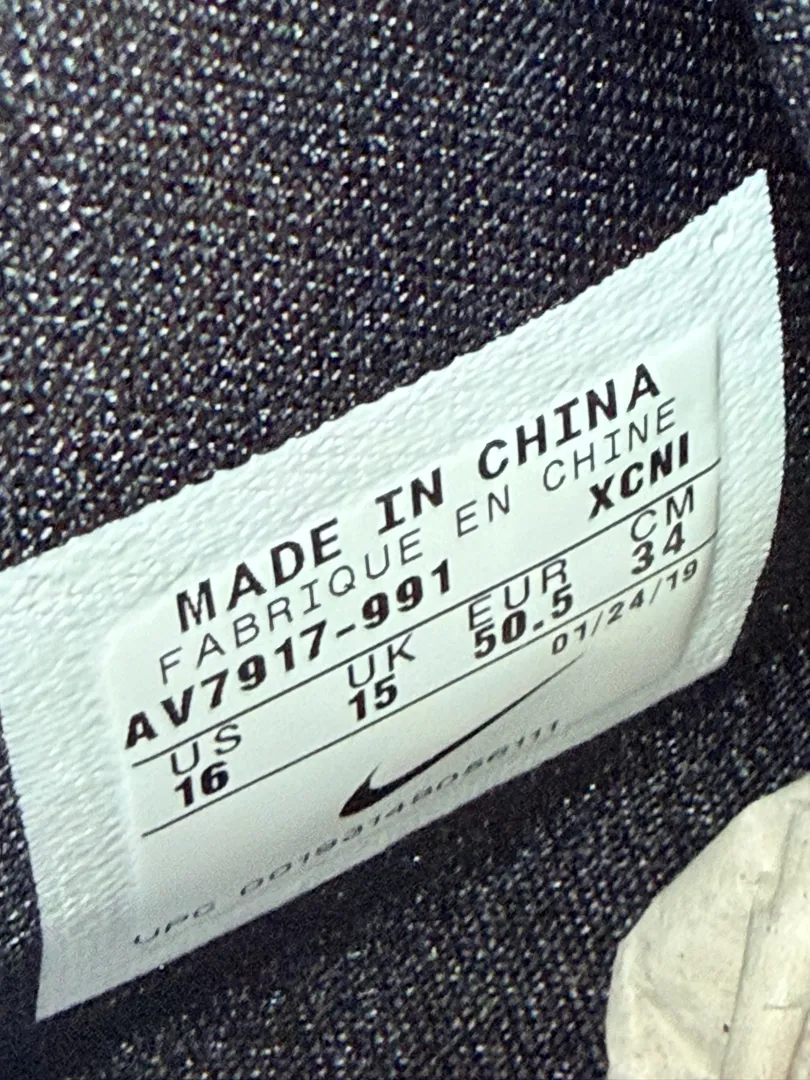 MADE IN CHINA
FABRIQUE EN CHINE
AV7917-991 XCNI
US UK EUR CM
16 15 50.5 34
01/24/19
UPC